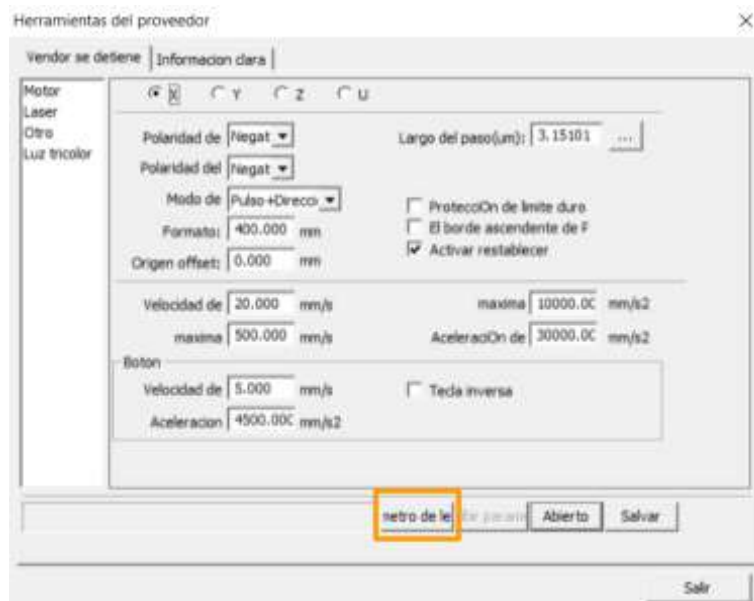 Herramientas del proveedor
Vendor se detiene Informacion clara
Motor
Laser
Otro
Luz tricolor
X Y Z U
Polaridad de Negat Largo del paso(um): 3.15101 ...
Polaridad del Negat
Modo de Pulso+Direcci
Formato: 400.000 mm
Origen offset: 0.000 mm
ProtecciOn de limite duro
El borde ascendente de F
Activar restablecer
Velocidad de 20.000 mm/s maxima 10000.0C mm/s2
maxima 500.000 mm/s AceleraciOn de 30000.0C mm/s2
Boton
Velocidad de 5.000 mm/s Tecla inversa
Aceleracion 4500.00C mm/s2
netro de le Abierto Salvar
Salir